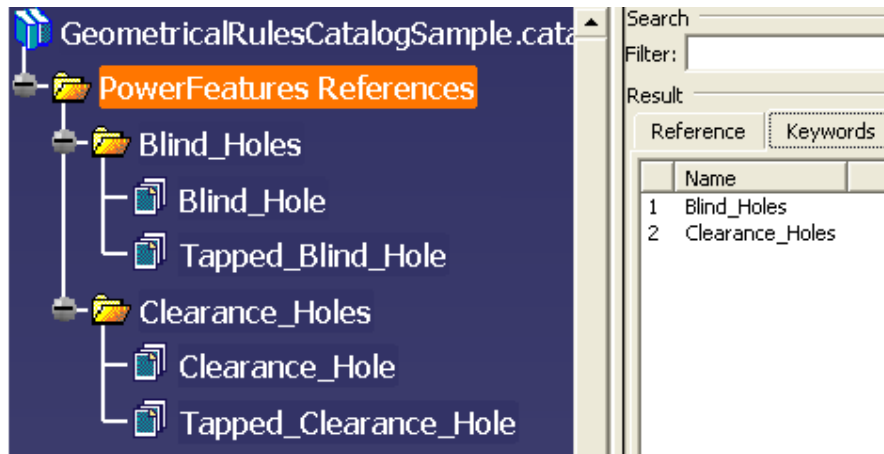 GeometricalRulesCatalogSample.cata
PowerFeatures References
Blind_Holes
Blind_Hole
Tapped_Blind_Hole
Clearance_Holes
Clearance_Hole
Tapped_Clearance_Hole
Search
Filter:
Result
Reference Keywords
Name
1 Blind_Holes
2 Clearance_Holes